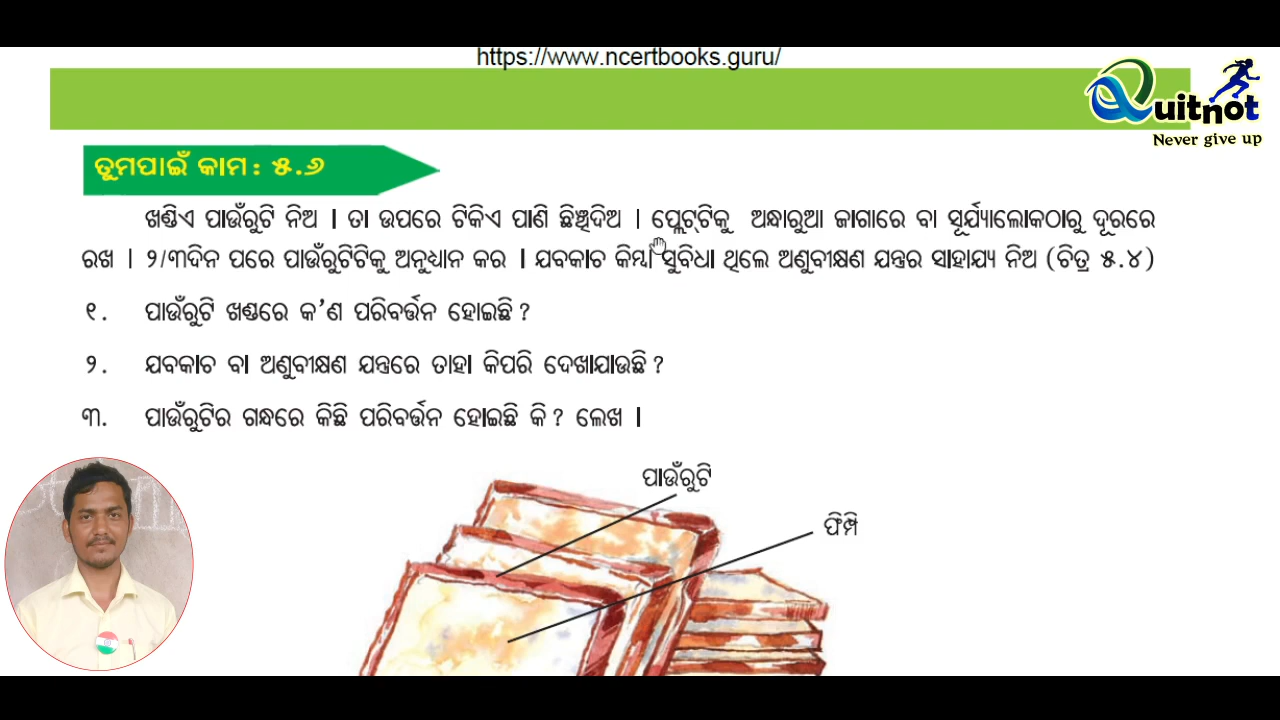 https://www.ncertbooks.guru/
Quitnot
Never give up
ତୁମପାଇଁ କାମ : ୫.୬
ଖଣ୍ଡିଏ ପାଉଁରୁଟି ନିଅ । ତା ଉପରେ ଟିକିଏ ପାଣି ଛିଞ୍ଚିଦିଅ । ପ୍ଲେଟ୍‌ଟିକୁ ଅନ୍ଧାରୁଆ ଜାଗାରେ ବା ସୂର୍ଯ୍ୟାଲୋକଠାରୁ ଦୂରରେ
ରଖ । ୨/୩ଦିନ ପରେ ପାଉଁରୁଟିଟିକୁ ଅନୁଧ୍ୟାନ କର । ଯବକାଚ କିମ୍ବା ସୁବିଧା ଥିଲେ ଅଣୁବୀକ୍ଷଣ ଯନ୍ତ୍ରର ସାହାଯ୍ୟ ନିଅ (ଚିତ୍ର ୫.୪)
୧. ପାଉଁରୁଟି ଖଣ୍ଡରେ କ'ଣ ପରିବର୍ତ୍ତନ ହୋଇଛି ?
୨. ଯବକାଚ ବା ଅଣୁବୀକ୍ଷଣ ଯନ୍ତ୍ରରେ ତାହା କିପରି ଦେଖାଯାଉଛି ?
୩. ପାଉଁରୁଟିର ଗନ୍ଧରେ କିଛି ପରିବର୍ତ୍ତନ ହୋଇଛି କି ? ଲେଖ ।
ପାଉଁରୁଟି
ଫିମ୍ପି